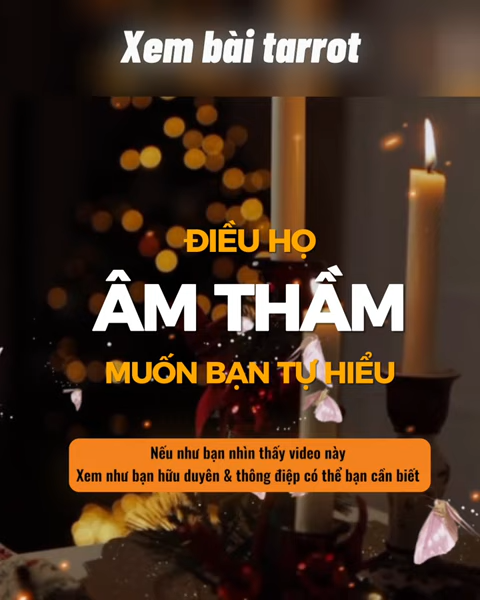 Xem bài tarrot
ĐIỀU HỌ
ÂM THẦM
MUỐN BẠN TỰ HIỂU
Nếu như bạn nhìn thấy video này
Xem như bạn hữu duyên & thông điệp có thể bạn cần biết